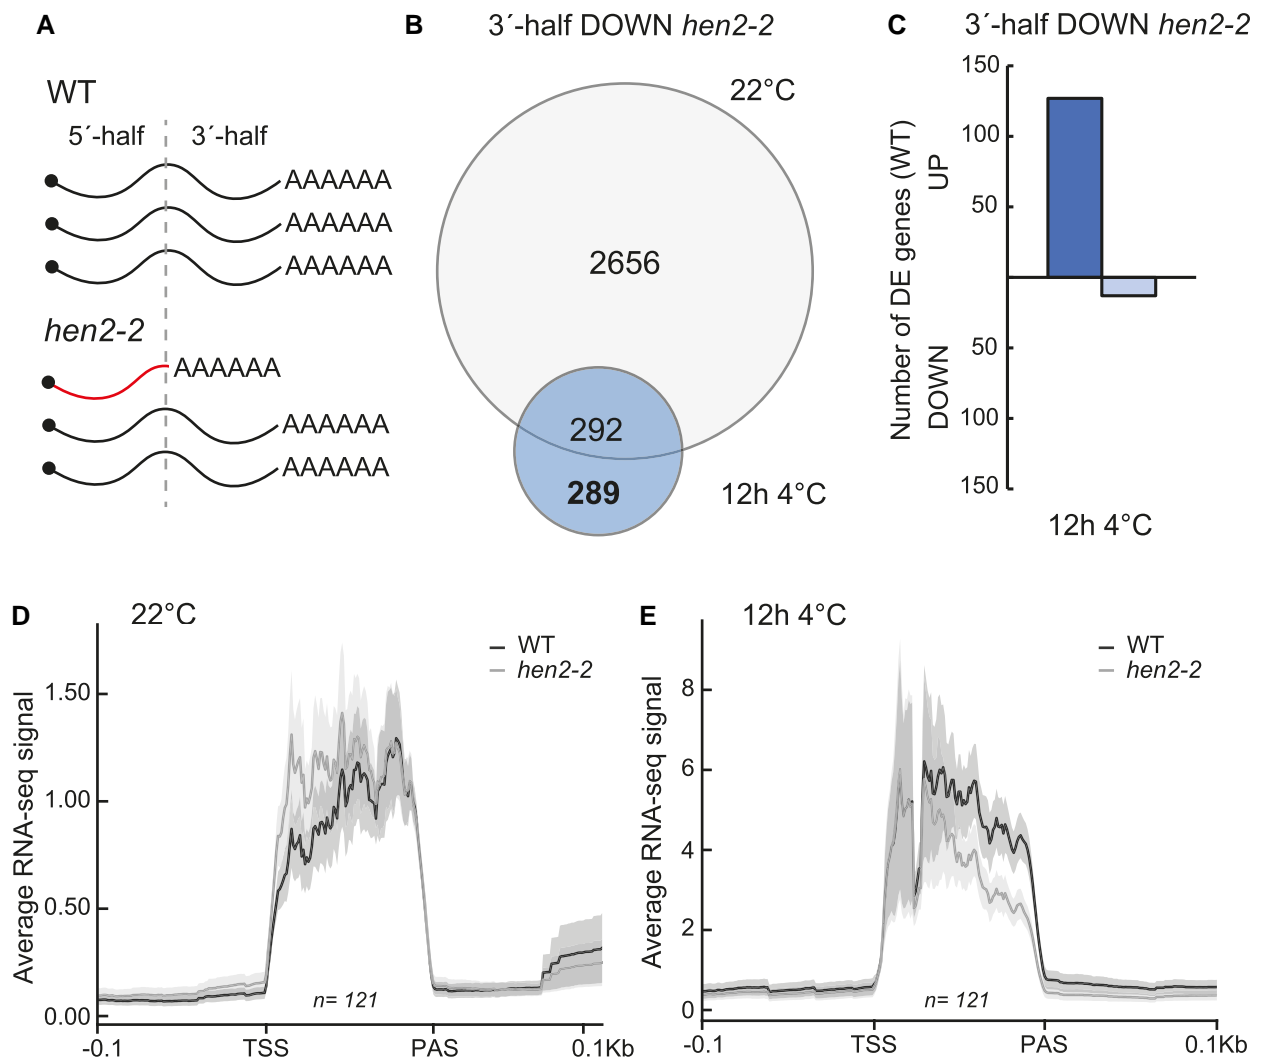 A
WT
5´-half 3´-half
AAAAAA
AAAAAA
AAAAAA
hen2-2
AAAAAA
AAAAAA
AAAAAA
B
3´-half DOWN hen2-2
22°C
2656
292
289
12h 4°C
C
3´-half DOWN hen2-2
Number of DE genes (WT)
UP
DOWN
150
100
50
50
100
150
12h 4°C
D
22°C
WT
hen2-2
Average RNA-seq signal
1.50
1.00
0.50
0.00
n= 121
-0.1 TSS PAS 0.1Kb
E
12h 4°C
WT
hen2-2
Average RNA-seq signal
8
6
4
2
0
n= 121
-0.1 TSS PAS 0.1Kb